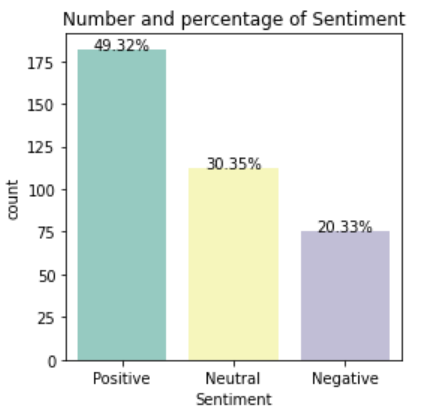 Number and percentage of Sentiment
49.32%
30.35%
20.33%
175
150
125
100
75
50
25
0
count
Positive Neutral Negative
Sentiment